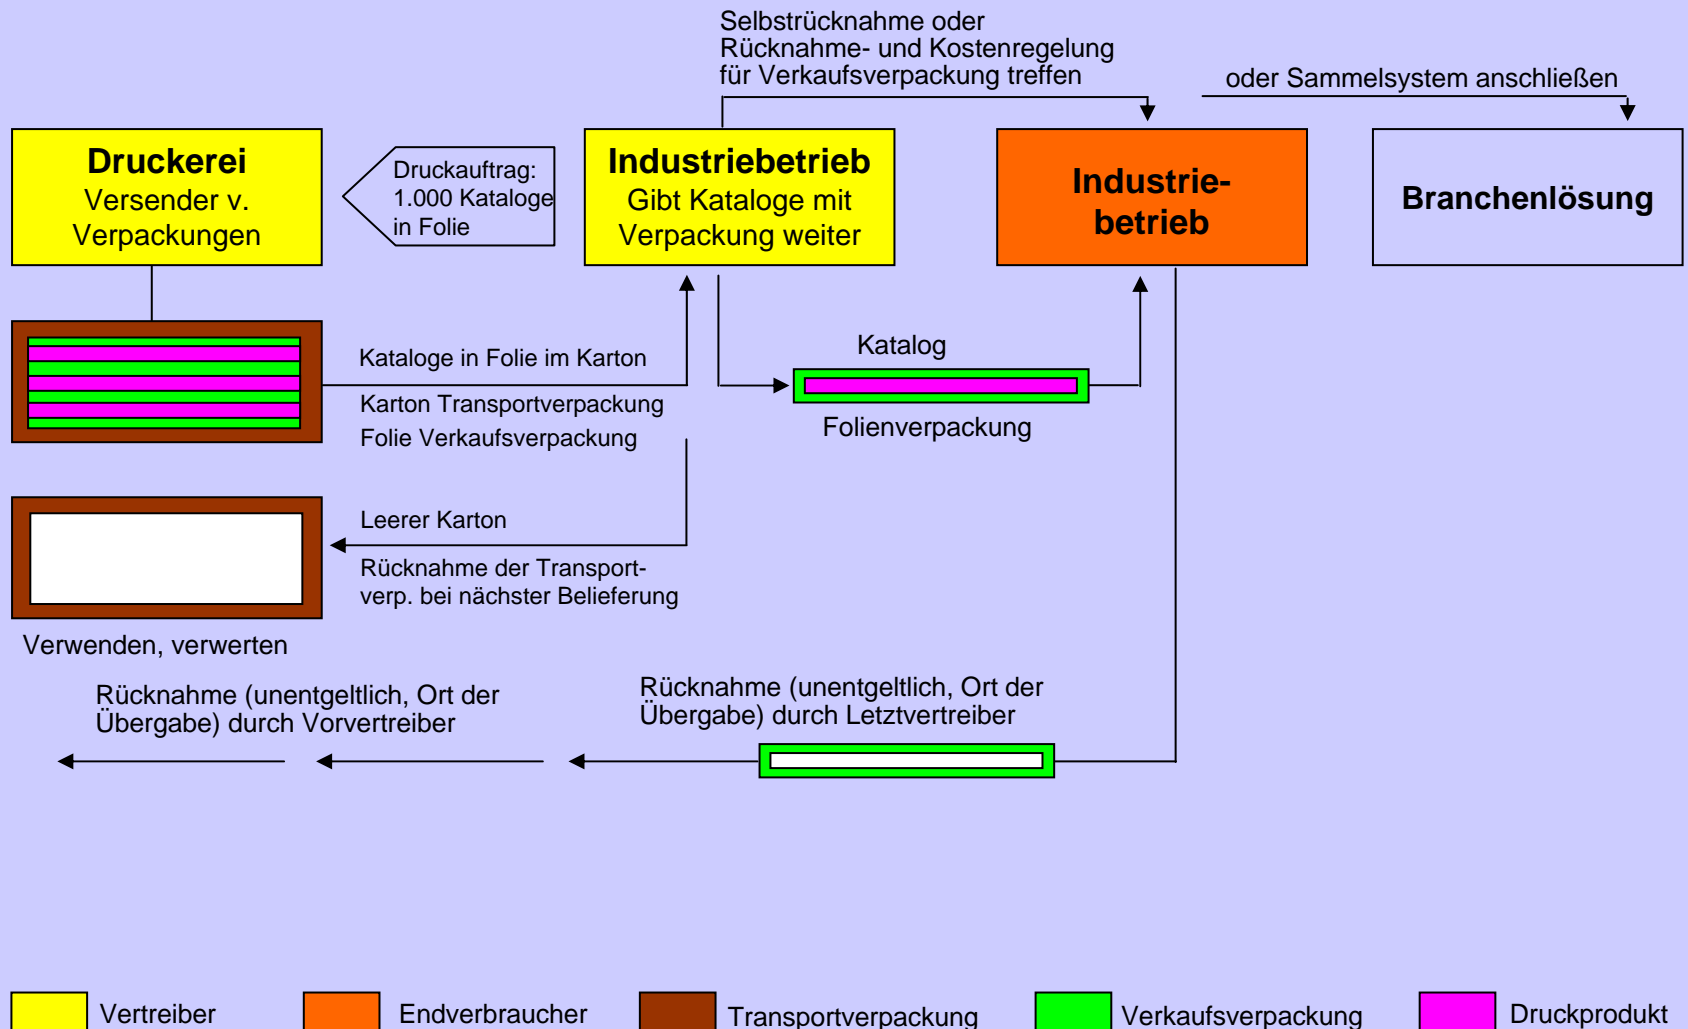 Selbstrücknahme oder
Rücknahme- und Kostenregelung
für Verkaufsverpackung treffen
oder Sammelsystem anschließen
Druckerei
Versender v.
Verpackungen
Druckauftrag:
1.000 Kataloge
in Folie
Industriebetrieb
Gibt Kataloge mit
Verpackung weiter
Industrie-
betrieb
Branchenlösung
Kataloge in Folie im Karton
Karton Transportverpackung
Folie Verkaufsverpackung
Katalog
Folienverpackung
Leerer Karton
Rücknahme der Transport-
verp. bei nächster Belieferung
Verwenden, verwerten
Rücknahme (unentgeltlich, Ort der
Übergabe) durch Vorvertreiber
Rücknahme (unentgeltlich, Ort der
Übergabe) durch Letztvertreiber
Vertreiber
Endverbraucher
Transportverpackung
Verkaufsverpackung
Druckprodukt